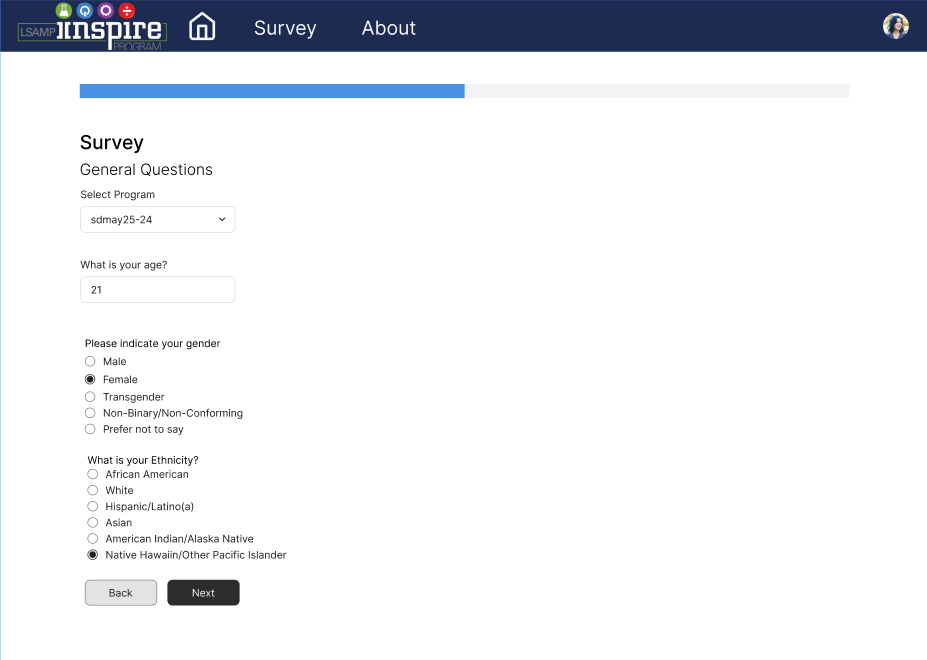 LSAMP IINspire
PROGRAM
Survey
About
Survey
General Questions
Select Program
sdmay25-24
What is your age?
21
Please indicate your gender
Male
Female
Transgender
Non-Binary/Non-Conforming
Prefer not to say
What is your Ethnicity?
African American
White
Hispanic/Latino(a)
Asian
American Indian/Alaska Native
Native Hawaiin/Other Pacific Islander
Back
Next